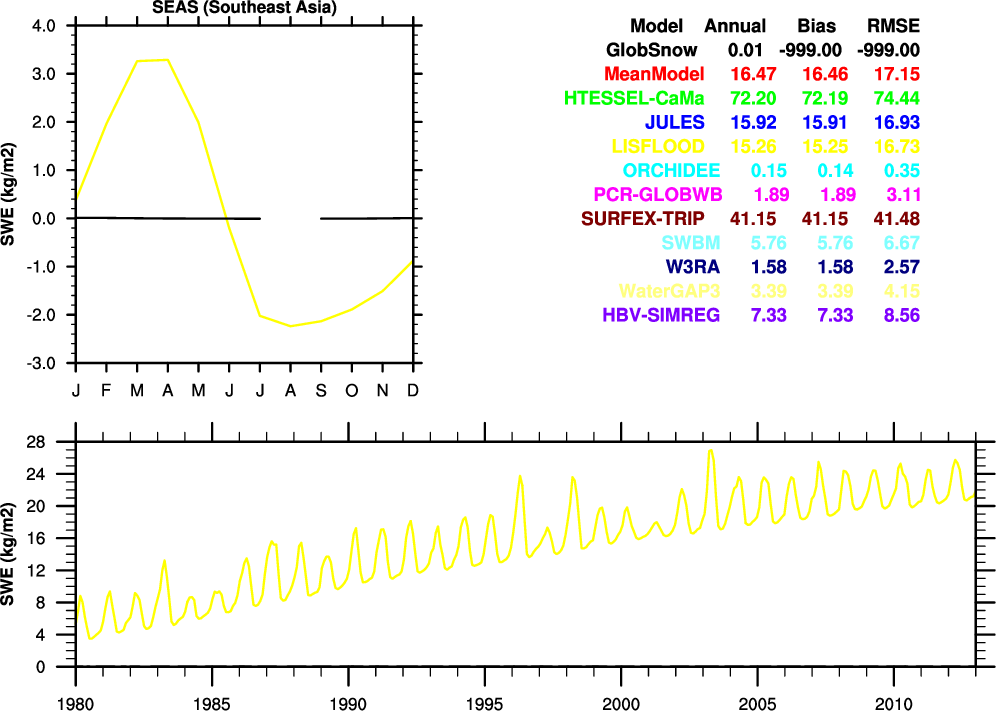 SEAS (Southeast Asia)
4.0
3.0
2.0
1.0
0.0
-1.0
-2.0
-3.0
SWE (kg/m2)
J F M A M J J A S O N D
Model Annual Bias RMSE
GlobSnow 0.01 -999.00 -999.00
MeanModel 16.47 16.46 17.15
HTESSEL-CaMa 72.20 72.19 74.44
JULES 15.92 15.91 16.93
LISFLOOD 15.26 15.25 16.73
ORCHIDEE 0.15 0.14 0.35
PCR-GLOBWB 1.89 1.89 3.11
SURFEX-TRIP 41.15 41.15 41.48
SWBM 5.76 5.76 6.67
W3RA 1.58 1.58 2.57
WaterGAP3 3.39 3.39 4.15
HBV-SIMREG 7.33 7.33 8.56
28
24
20
16
12
8
4
0
SWE (kg/m2)
1980 1985 1990 1995 2000 2005 2010